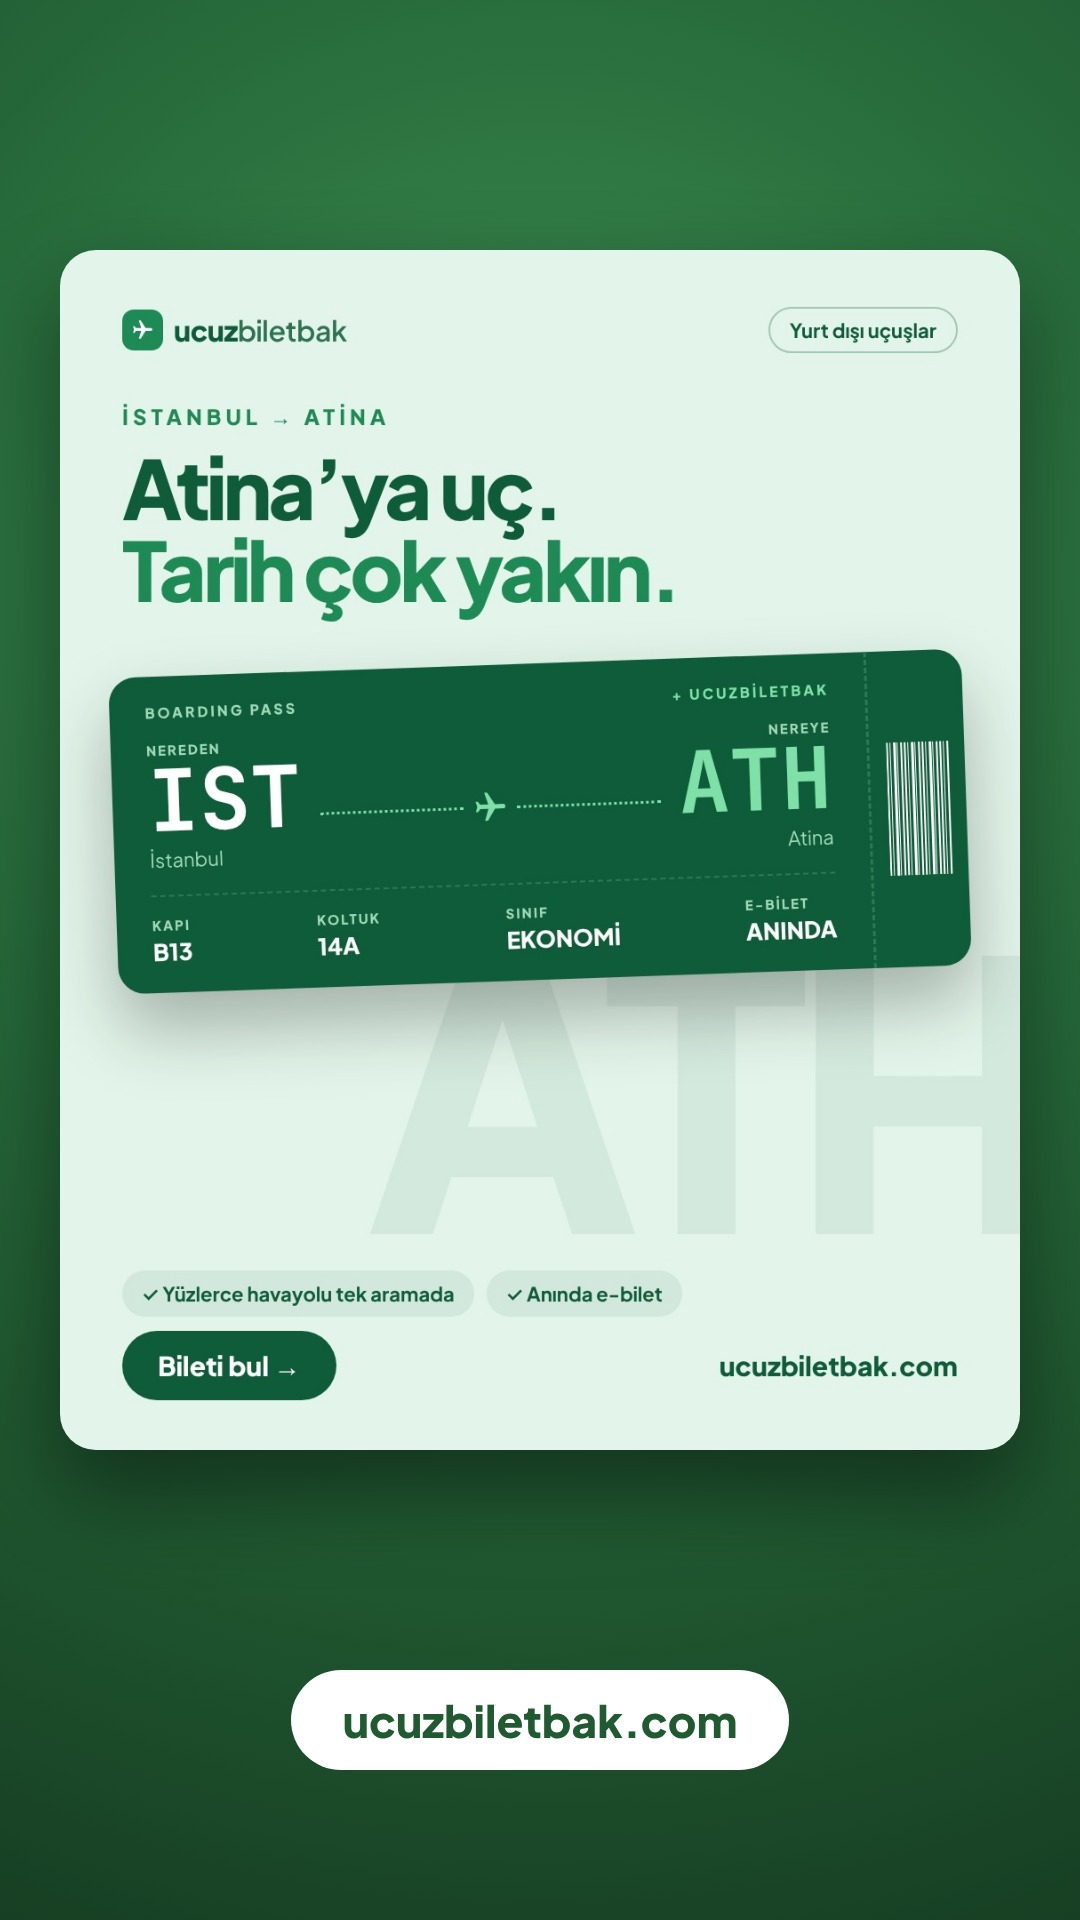 ucuzbiletbak
Yurt dışı uçuşlar
İSTANBUL → ATİNA
Atina’ya uç.
Tarih çok yakın.
BOARDING PASS
+ UCUZBİLETBAK
NEREDEN
NEREYE
IST
ATH
İstanbul
Atina
KAPI
KOLTUK
SINIF
E-BİLET
B13
14A
EKONOMİ
ANINDA
ATH
✓ Yüzlerce havayolu tek aramada
✓ Anında e-bilet
Bileti bul →
ucuzbiletbak.com
ucuzbiletbak.com